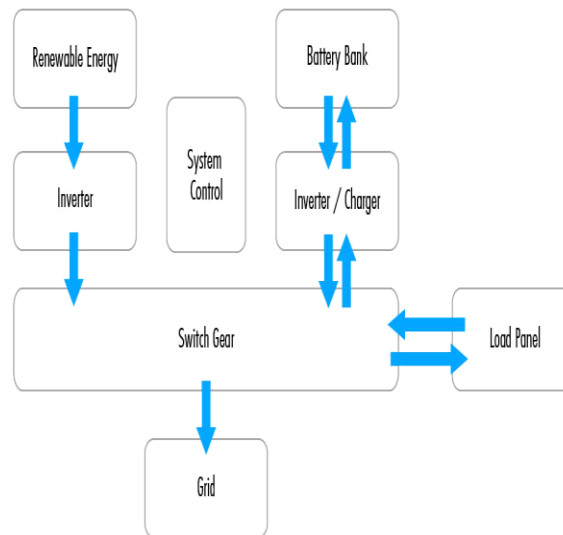 Renewable Energy
Battery Bank
System
Control
Inverter
Inverter / Charger
Switch Gear
Load Panel
Grid